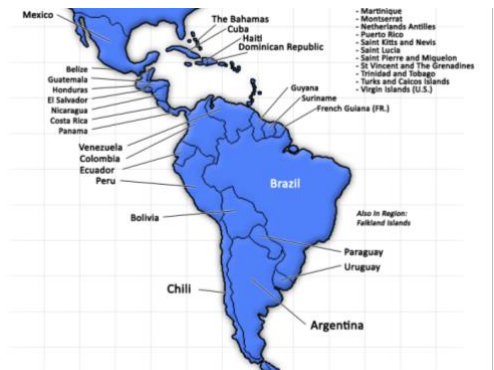 Mexico
The Bahamas
Cuba
Haiti
Dominican Republic
- Martinique
- Montserrat
- Netherlands Antilles
- Puerto Rico
- Saint Kitts and Nevis
- Saint Lucia
- Saint Pierre and Miquelon
- St Vincent and The Grenadines
- Trinidad and Tobago
- Turks and Caicos Islands
- Virgin Islands (U.S.)
Belize
Guatemala
Honduras
El Salvador
Nicaragua
Costa Rica
Panama
Guyana
Suriname
French Guiana (FR.)
Venezuela
Colombia
Ecuador
Peru
Brazil
Bolivia
Also In Region:
Falkland Islands
Paraguay
Uruguay
Chili
Argentina